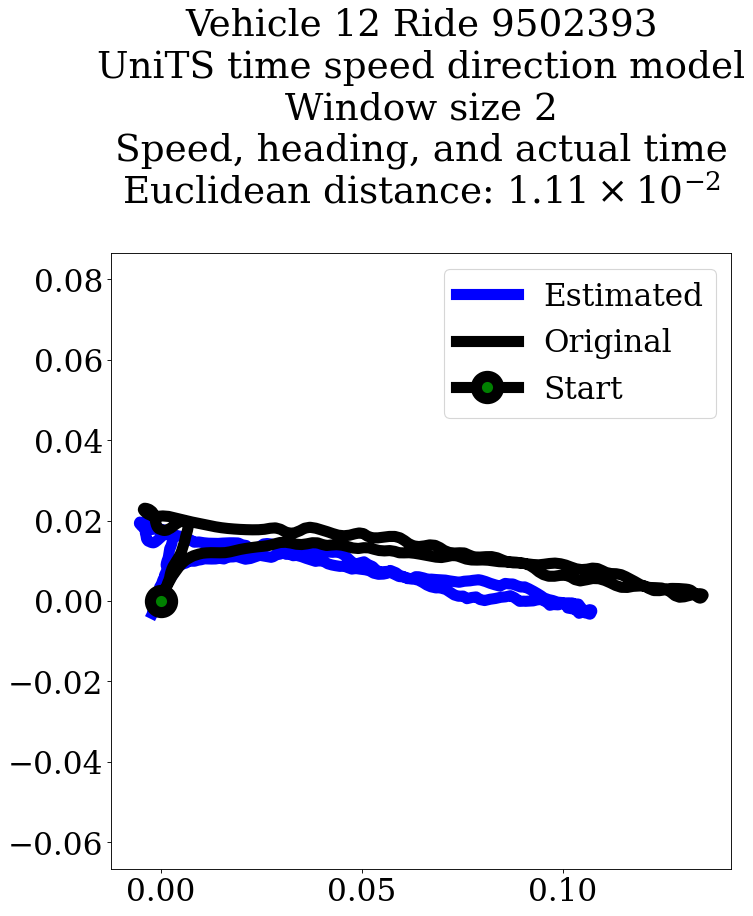 Vehicle 12 Ride 9502393
UniTS time speed direction model
Window size 2
Speed, heading, and actual time
Euclidean distance: 1.11 × 10⁻²
Estimated
Original
Start
0.08
0.06
0.04
0.02
0.00
−0.02
−0.04
−0.06
0.00 0.05 0.10